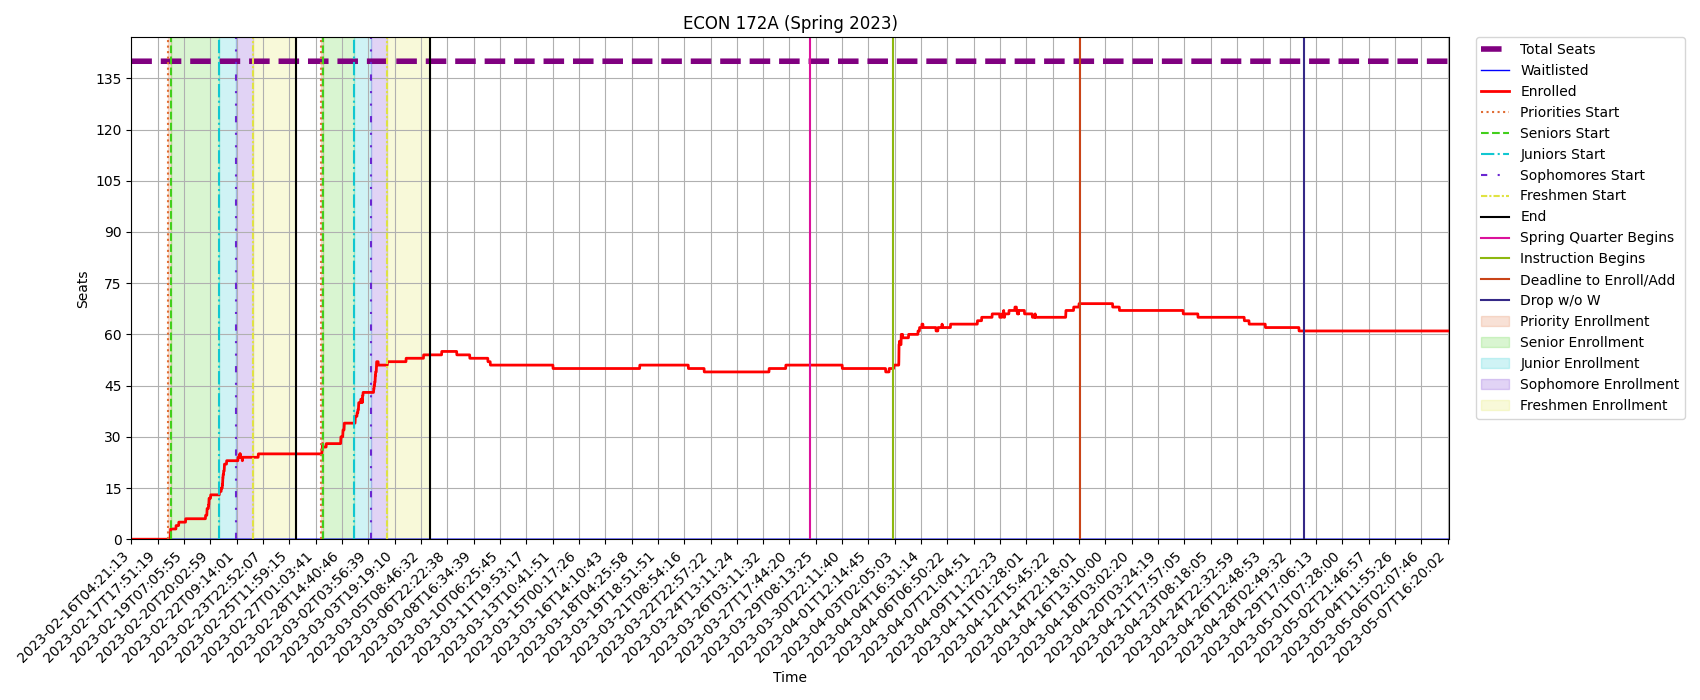 ECON 172A (Spring 2023)
Seats
135
120
105
90
75
60
45
30
15
0
2023-02-16T04:21:13
2023-02-17T17:51:19
2023-02-19T07:05:55
2023-02-20T20:02:59
2023-02-22T09:14:01
2023-02-23T22:52:07
2023-02-25T11:59:15
2023-02-27T01:03:41
2023-02-28T14:40:46
2023-03-02T03:56:39
2023-03-03T19:19:10
2023-03-05T08:46:32
2023-03-06T22:22:38
2023-03-08T16:34:39
2023-03-10T06:25:45
2023-03-11T19:53:17
2023-03-13T10:41:51
2023-03-15T00:17:26
2023-03-16T14:10:43
2023-03-18T04:25:58
2023-03-19T18:51:51
2023-03-21T08:54:16
2023-03-22T22:57:22
2023-03-24T13:11:24
2023-03-26T03:11:32
2023-03-27T17:44:20
2023-03-29T08:13:25
2023-03-30T22:11:40
2023-04-01T12:14:45
2023-04-03T02:05:03
2023-04-04T16:31:14
2023-04-06T06:50:22
2023-04-07T21:04:51
2023-04-09T11:22:23
2023-04-11T01:28:01
2023-04-12T15:45:22
2023-04-14T22:18:01
2023-04-16T13:10:00
2023-04-18T03:02:20
2023-04-20T03:24:19
2023-04-21T17:57:05
2023-04-23T08:18:05
2023-04-24T22:32:59
2023-04-26T12:48:53
2023-04-28T02:49:32
2023-04-29T17:06:13
2023-05-01T07:28:00
2023-05-02T21:46:57
2023-05-04T11:55:26
2023-05-06T02:07:46
2023-05-07T16:20:02
Time
Total Seats
Waitlisted
Enrolled
Priorities Start
Seniors Start
Juniors Start
Sophomores Start
Freshmen Start
End
Spring Quarter Begins
Instruction Begins
Deadline to Enroll/Add
Drop w/o W
Priority Enrollment
Senior Enrollment
Junior Enrollment
Sophomore Enrollment
Freshmen Enrollment